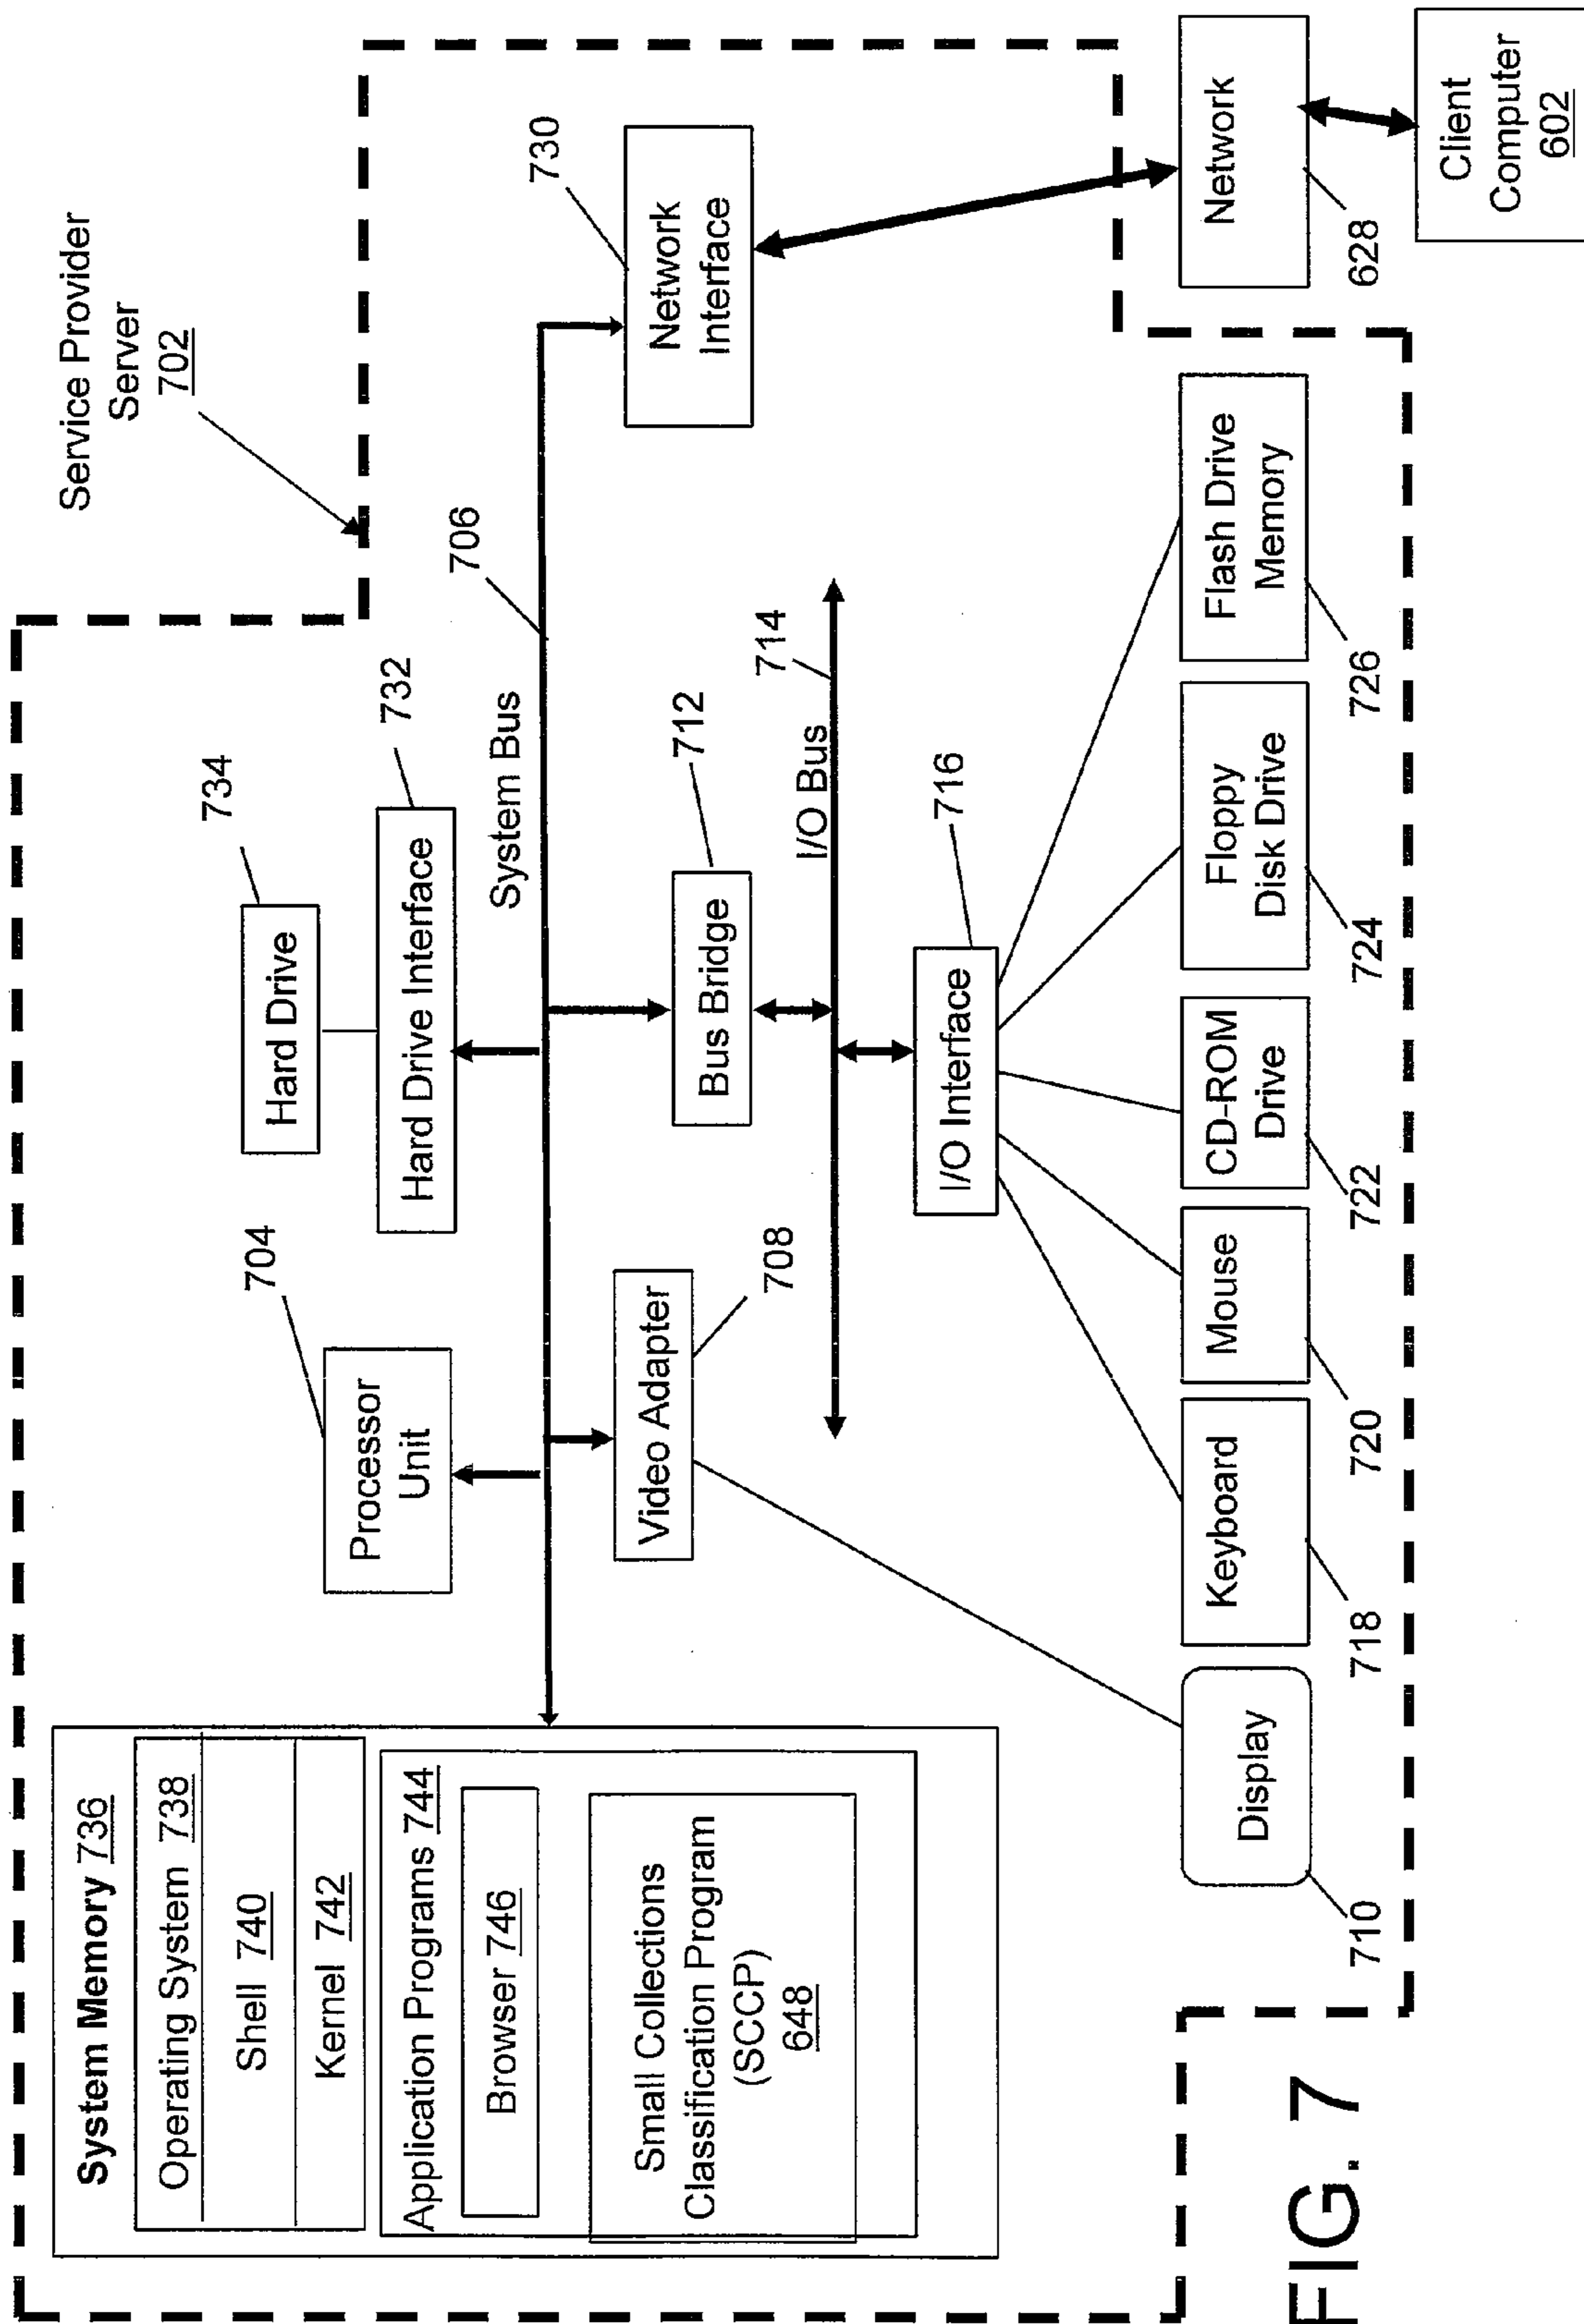 Service Provider
Server
702
System Memory 736
Operating System 738
Shell 740
Kernel 742
Application Programs 744
Browser 746
Small Collections
Classification Program
(SCCP)
648
704
Processor
Unit
734
Hard Drive
732
Hard Drive Interface
System Bus
706
730
Network
Interface
Video Adapter
708
712
Bus Bridge
714
I/O Bus
716
I/O Interface
Display
710
Keyboard
718
Mouse
720
CD-ROM
Drive
722
Floppy
Disk Drive
724
Flash Drive
Memory
726
Network
628
Client
Computer
602
FIG. 7